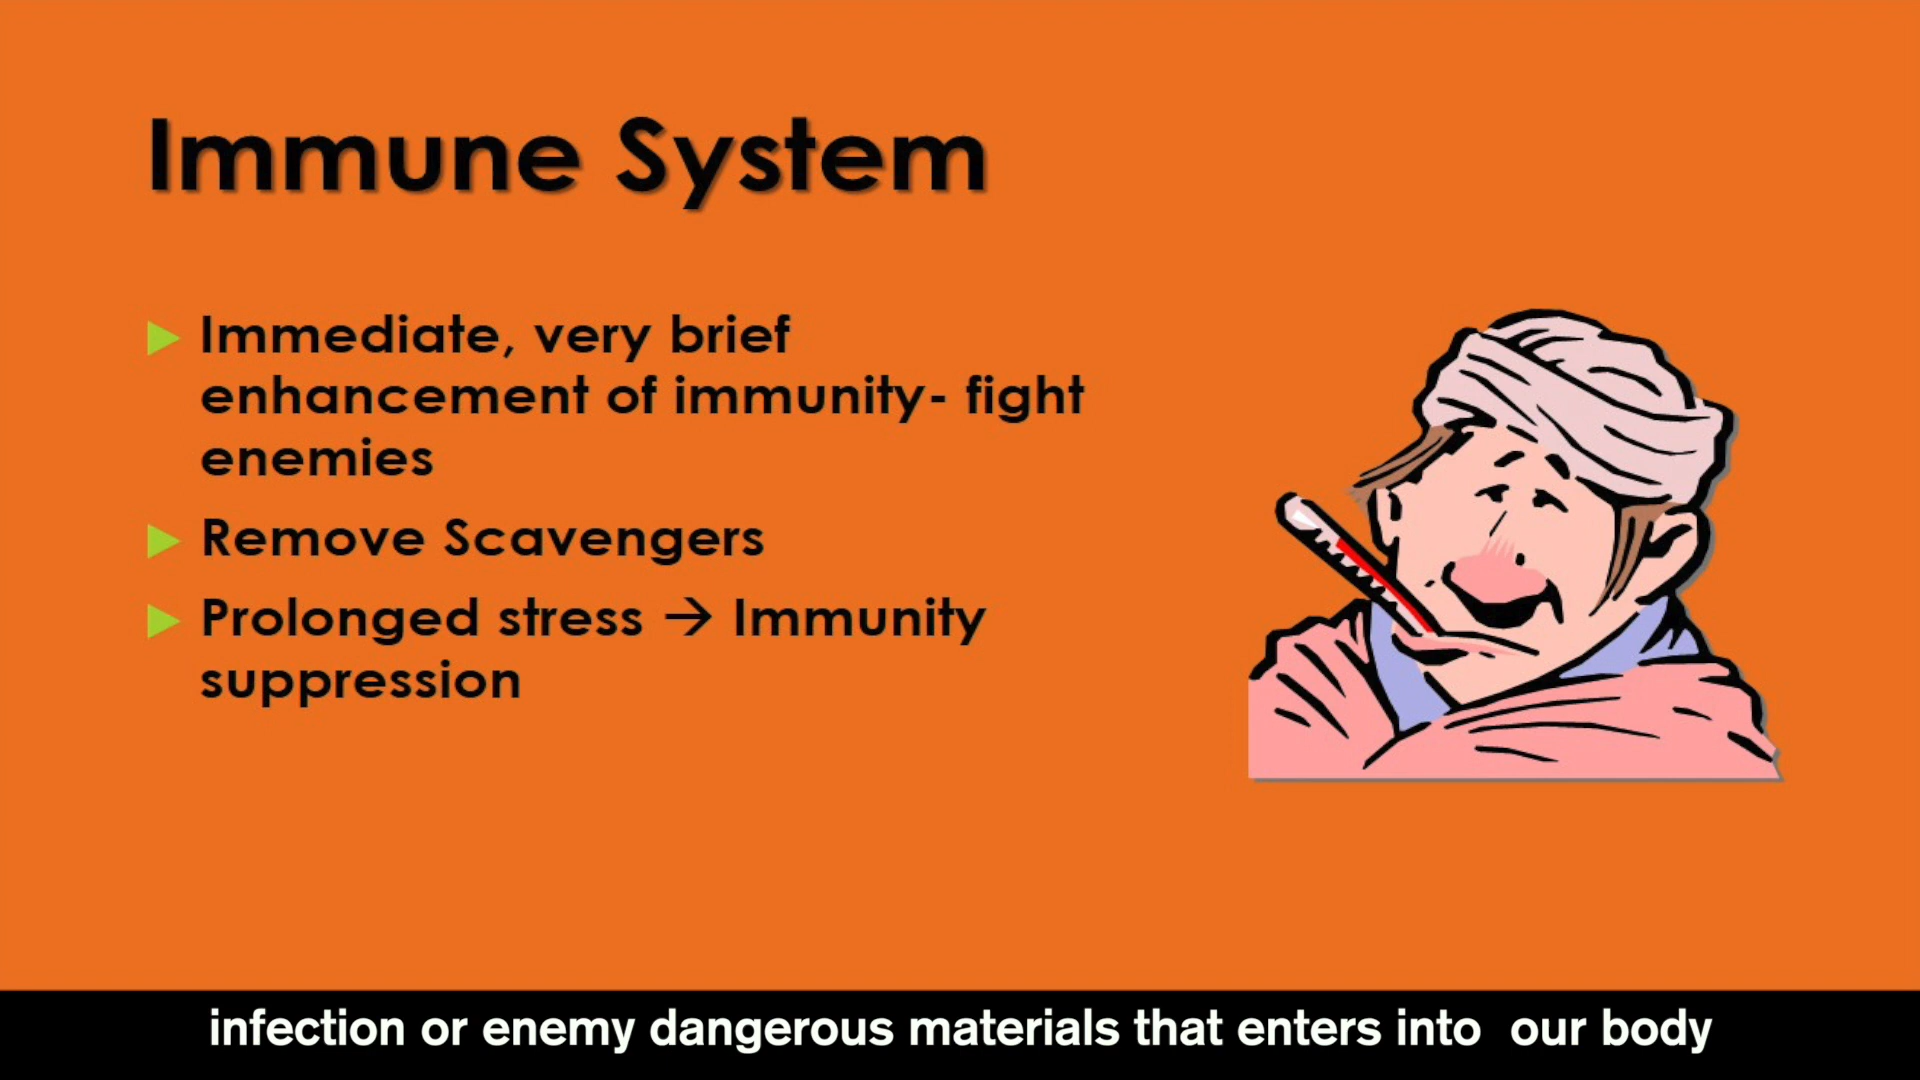 Immune System
Immediate, very brief
enhancement of immunity- fight
enemies
Remove Scavengers
Prolonged stress → Immunity
suppression
infection or enemy dangerous materials that enters into  our body